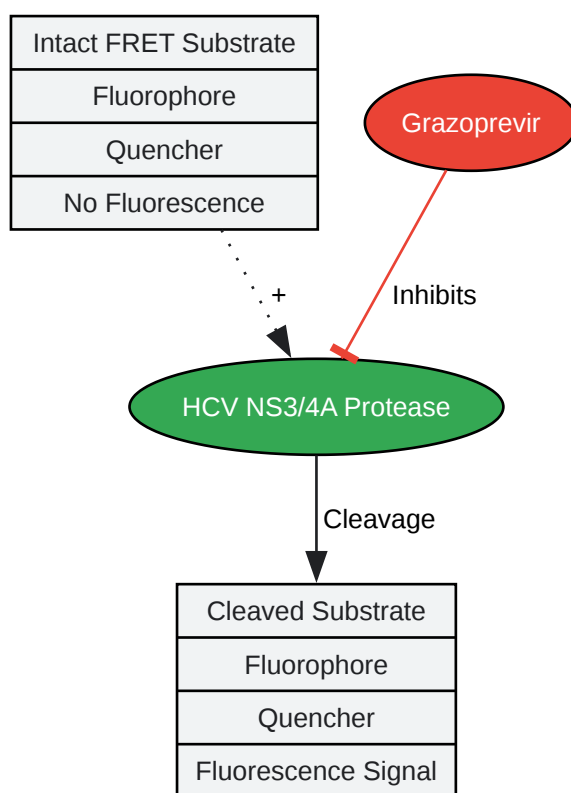 Intact FRET Substrate
Fluorophore
Quencher
No Fluorescence
Grazoprevir
+
Inhibits
HCV NS3/4A Protease
Cleavage
Cleaved Substrate
Fluorophore
Quencher
Fluorescence Signal